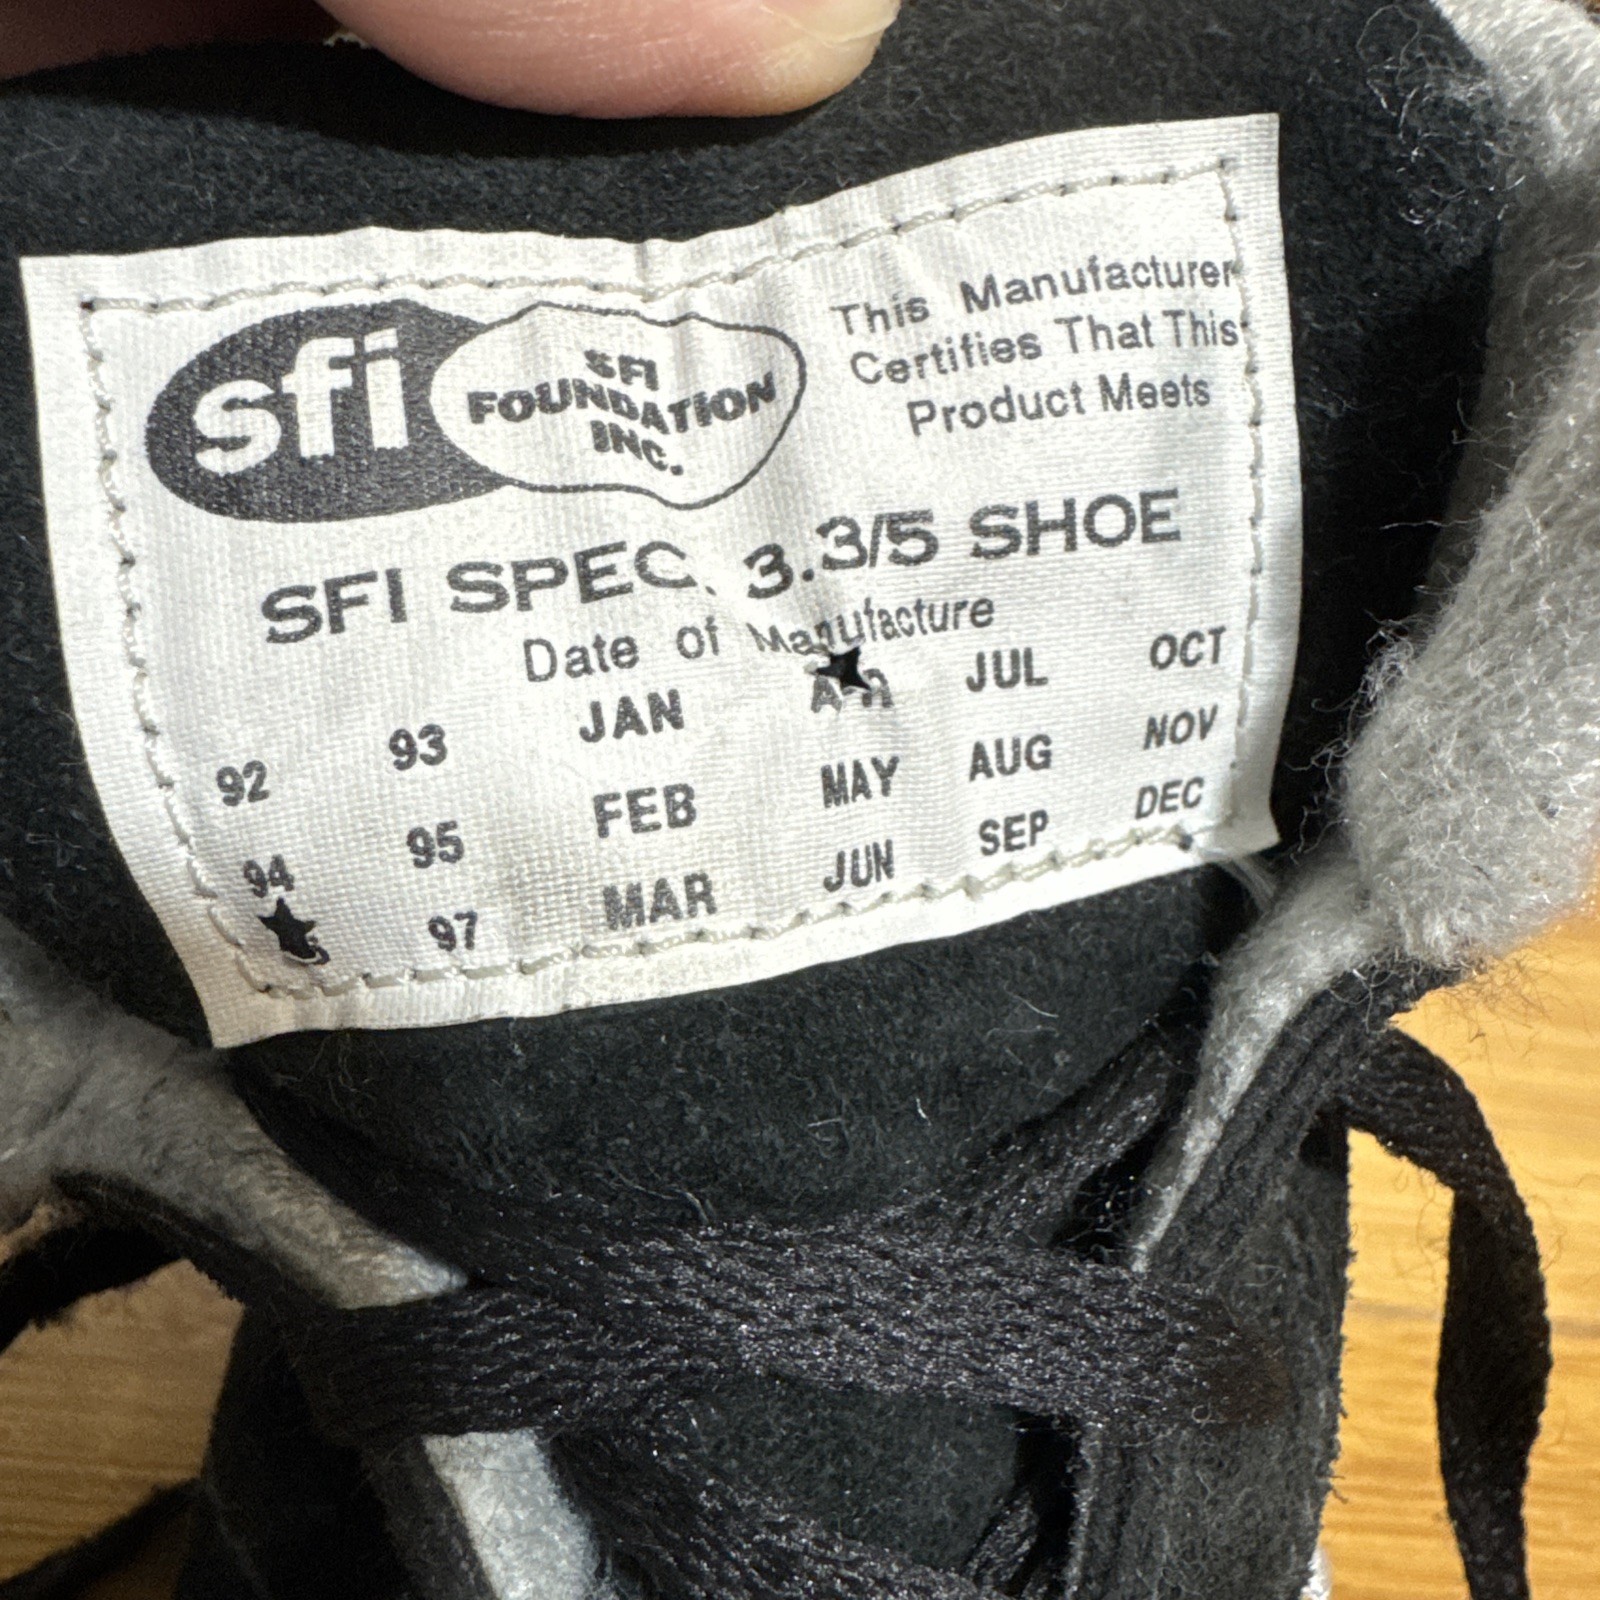 sfi
SFI
FOUNDATION
INC.
This Manufacturer
Certifies That This
Product Meets
SFI SPEC. 3.3/5 SHOE
Date of Manufacture
92 93 JAN APR JUL OCT
94 95 FEB MAY AUG NOV
97 MAR JUN SEP DEC